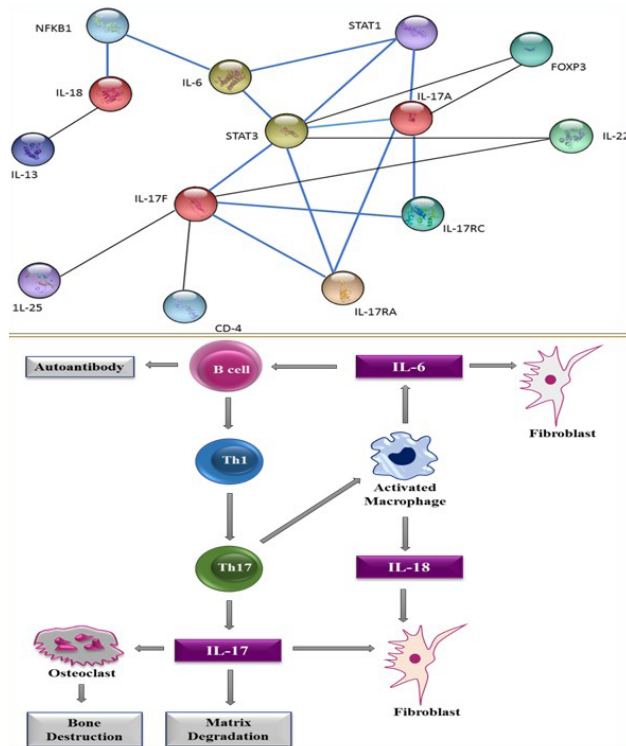 NFKB1
STAT1
IL-6
FOXP3
IL-18
IL-17A
STAT3
IL-22
IL-13
IL-17F
IL-17RC
1L-25
IL-17RA
CD-4
Autoantibody
B cell
IL-6
Fibroblast
Th1
Activated
Macrophage
Th17
IL-18
IL-17
Osteoclast
Fibroblast
Bone
Destruction
Matrix
Degradation